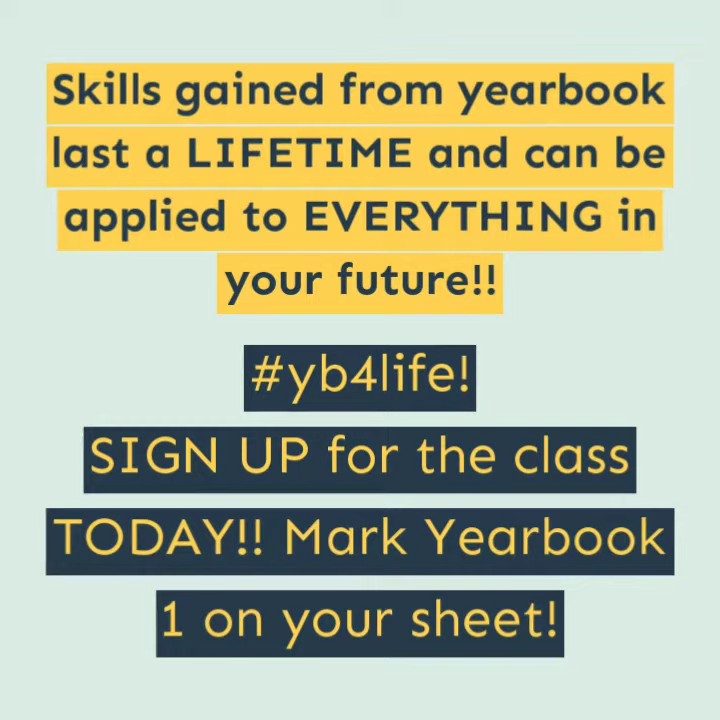 Skills gained from yearbook
last a LIFETIME and can be
applied to EVERYTHING in
your future!!
#yb4life!
SIGN UP for the class
TODAY!! Mark Yearbook
1 on your sheet!